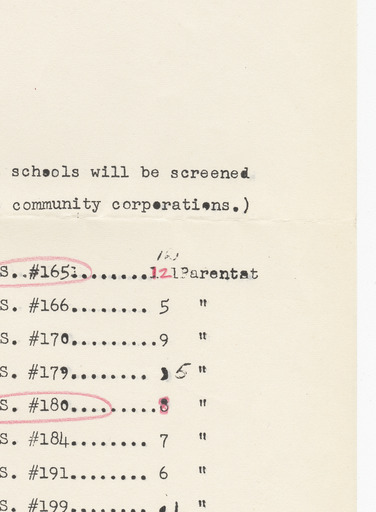 schools will be screened
community corporations.)
S. #165.........12 Parentat
S. #166........ 5 "
S. #170.........9 "
S. #179......... 5 "
S. #180..........8 "
S. #184........ 7 "
S. #191........ 6 "
S. #199......... "